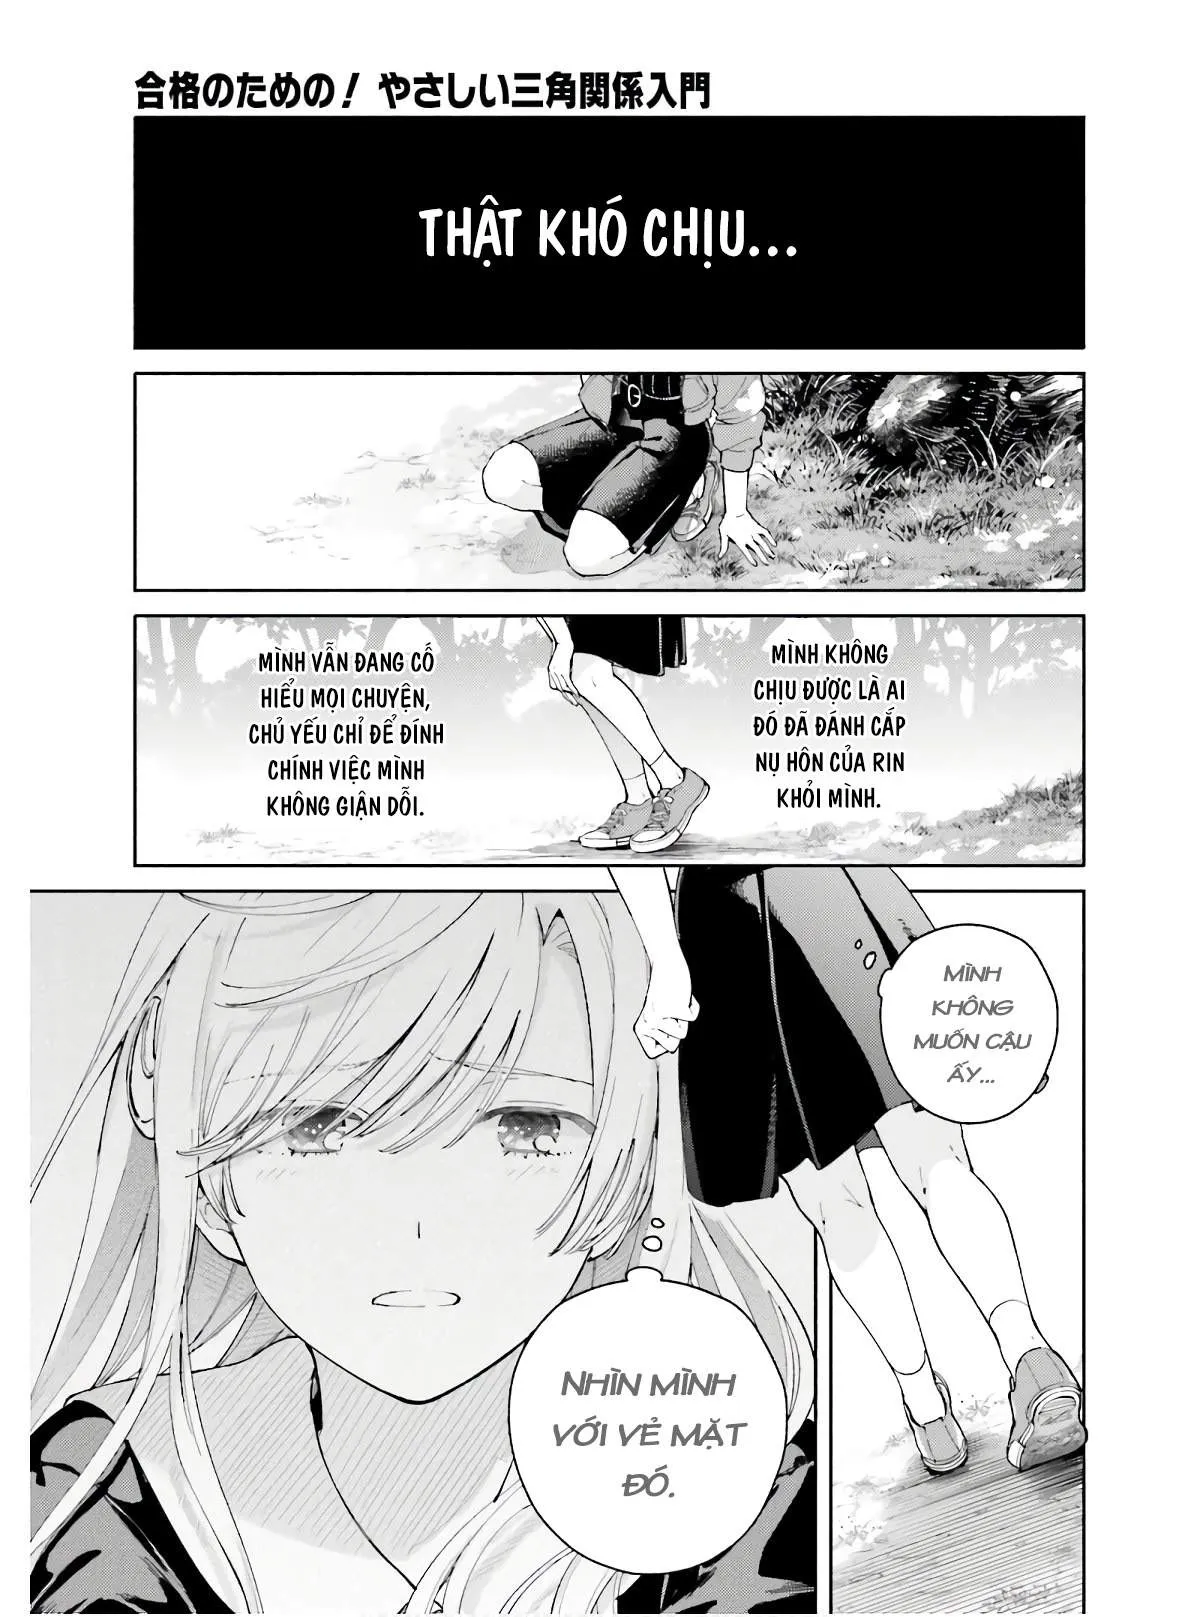 合格のための！ やさしい三角関係入門
THẬT KHÓ CHỊU...
MÌNH KHÔNG
CHỊU ĐƯỢC LÀ AI
ĐÓ ĐÃ ĐÁNH CẮP
NỤ HÔN CỦA RIN
KHỎI MÌNH.
MÌNH VẪN ĐANG CỐ
HIỂU MỌI CHUYỆN,
CHỦ YẾU CHỈ ĐỂ ĐÍNH
CHÍNH VIỆC MÌNH
KHÔNG GIẬN DỖI.
MÌNH
KHÔNG
MUỐN CẬU
ẤY...
NHÌN MÌNH
VỚI VẺ MẶT
ĐÓ.